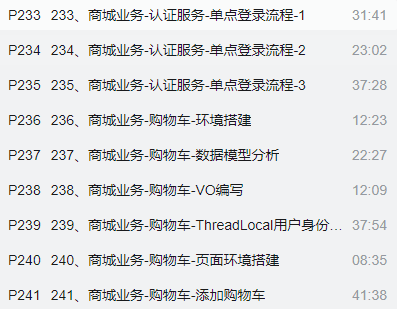 P233 233、商城业务-认证服务-单点登录流程-1 31:41
P234 234、商城业务-认证服务-单点登录流程-2 23:02
P235 235、商城业务-认证服务-单点登录流程-3 37:28
P236 236、商城业务-购物车-环境搭建 12:23
P237 237、商城业务-购物车-数据模型分析 22:27
P238 238、商城业务-购物车-VO编写 12:09
P239 239、商城业务-购物车-ThreadLocal用户身份... 37:54
P240 240、商城业务-购物车-页面环境搭建 08:35
P241 241、商城业务-购物车-添加购物车 41:38